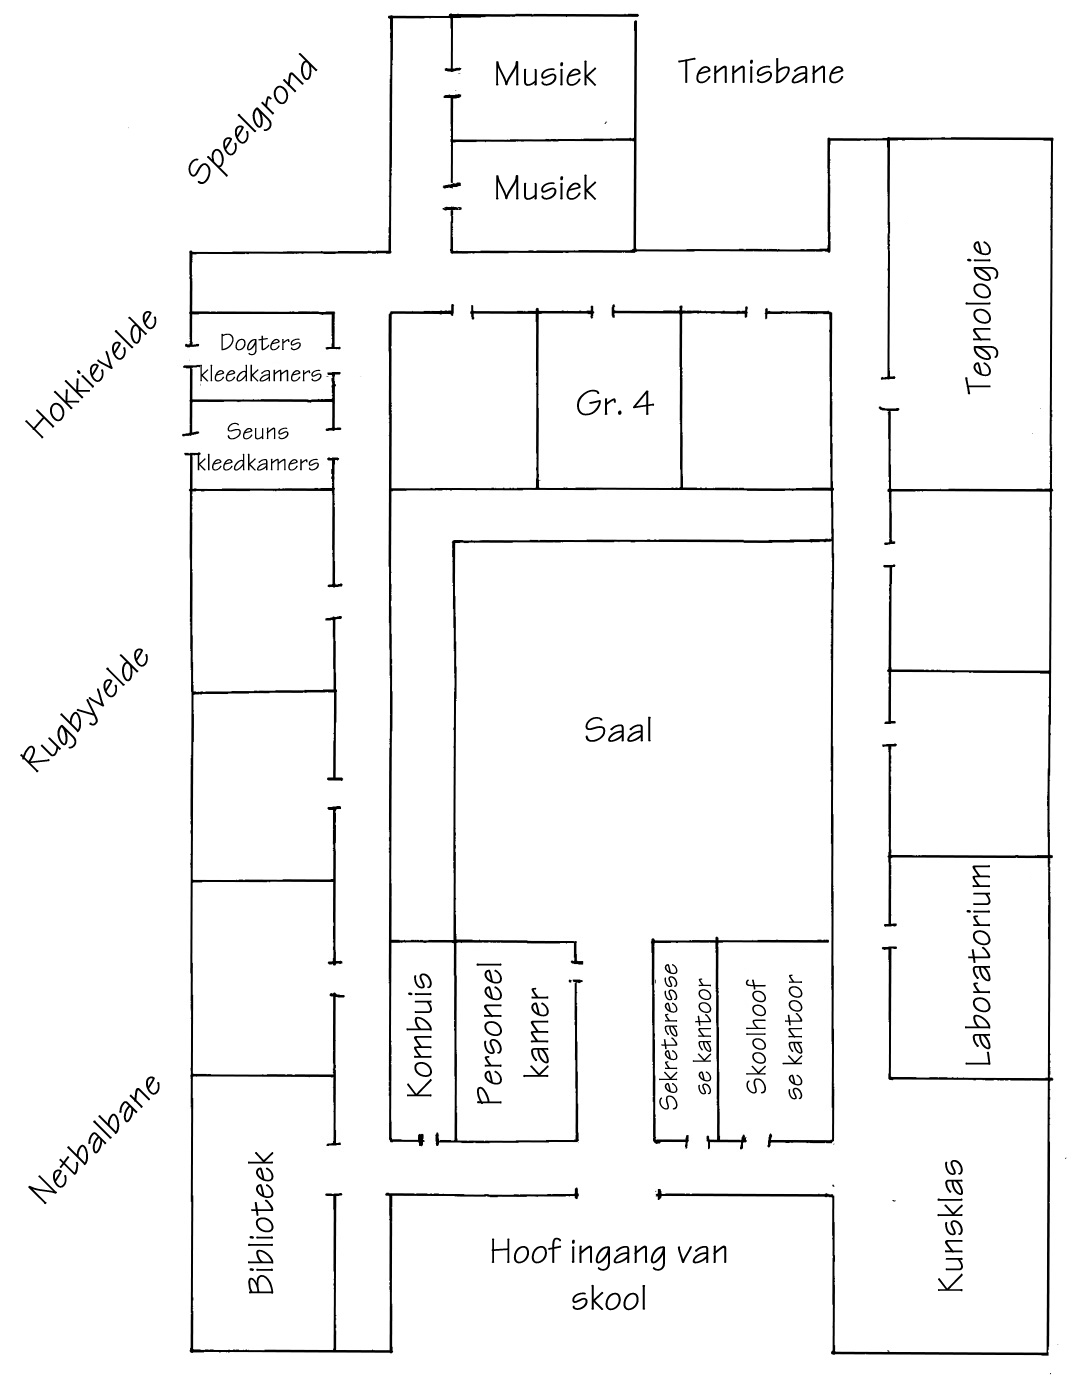 Speelgrond
Musiek
Tennisbane
Musiek
Tegnologie
Hokkievelde
Dogters
kleedkamers
Gr. 4
Seuns
kleedkamers
Rugbyvelde
Saal
Laboratorium
Kombuis
Personeel
kamer
Sekretaresse
se kantoor
Skoolhoof
se kantoor
Netbalbane
Biblioteek
Kunsklas
Hoof ingang van
skool